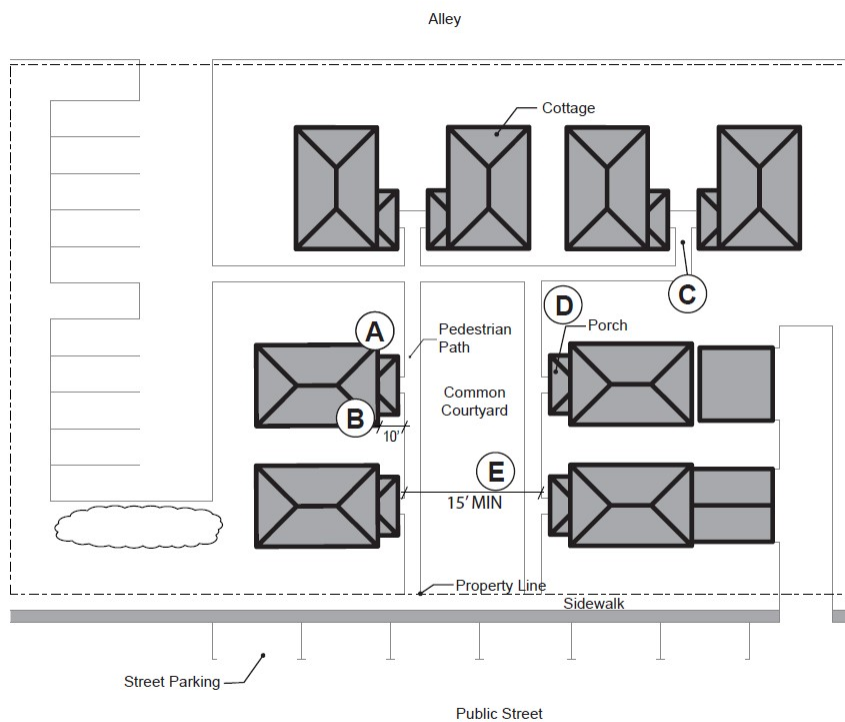 Alley
Cottage
C
D
A
Porch
Pedestrian
Path
Common
Courtyard
B
10'
E
15' MIN
Property Line
Sidewalk
Street Parking
Public Street